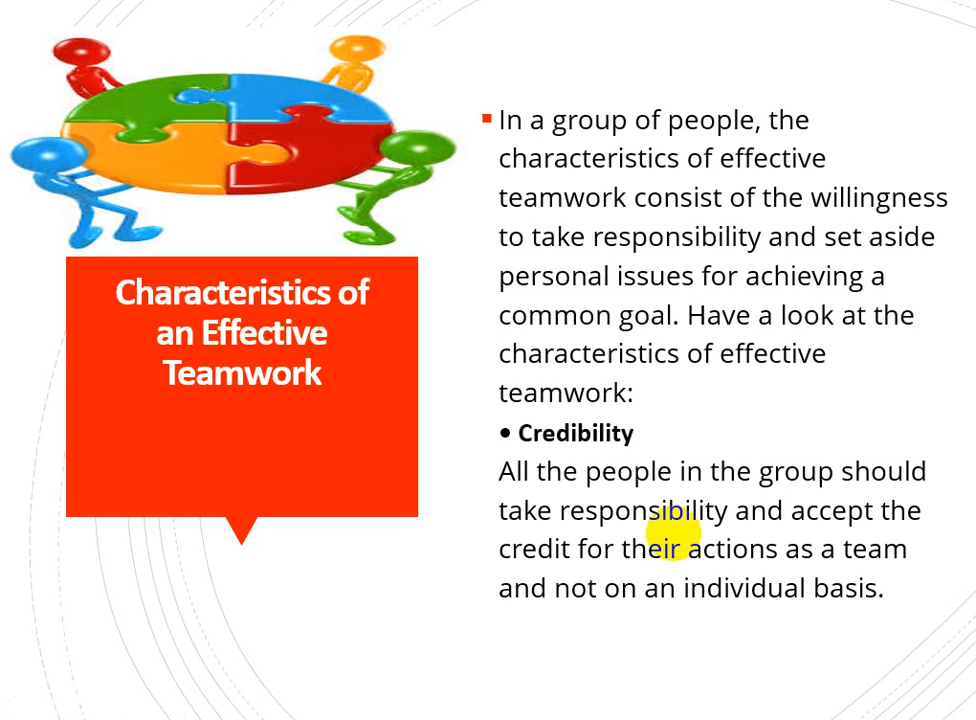 Characteristics of
an Effective
Teamwork
In a group of people, the
characteristics of effective
teamwork consist of the willingness
to take responsibility and set aside
personal issues for achieving a
common goal. Have a look at the
characteristics of effective
teamwork:
• Credibility
All the people in the group should
take responsibility and accept the
credit for their actions as a team
and not on an individual basis.